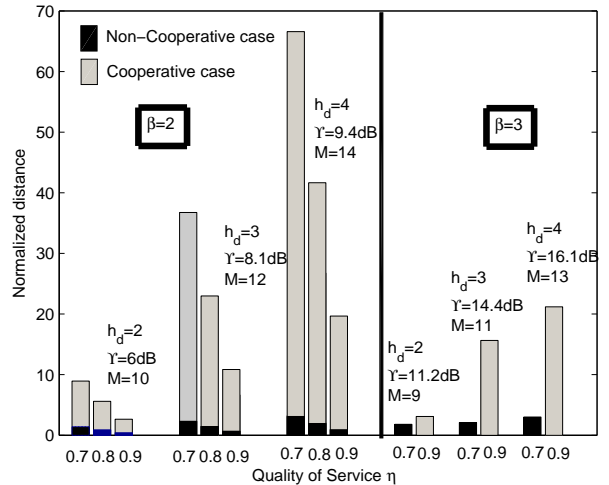 70
60
50
40
30
20
10
0
Normalized distance
Non−Cooperative case
Cooperative case
β=2
h_d=2
ϒ=6dB
M=10
h_d=3
ϒ=8.1dB
M=12
h_d=4
ϒ=9.4dB
M=14
β=3
h_d=2
ϒ=11.2dB
M=9
h_d=3
ϒ=14.4dB
M=11
h_d=4
ϒ=16.1dB
M=13
0.7 0.8 0.9 0.7 0.8 0.9 0.7 0.8 0.9 0.7 0.9 0.7 0.9 0.7 0.9
Quality of Service η